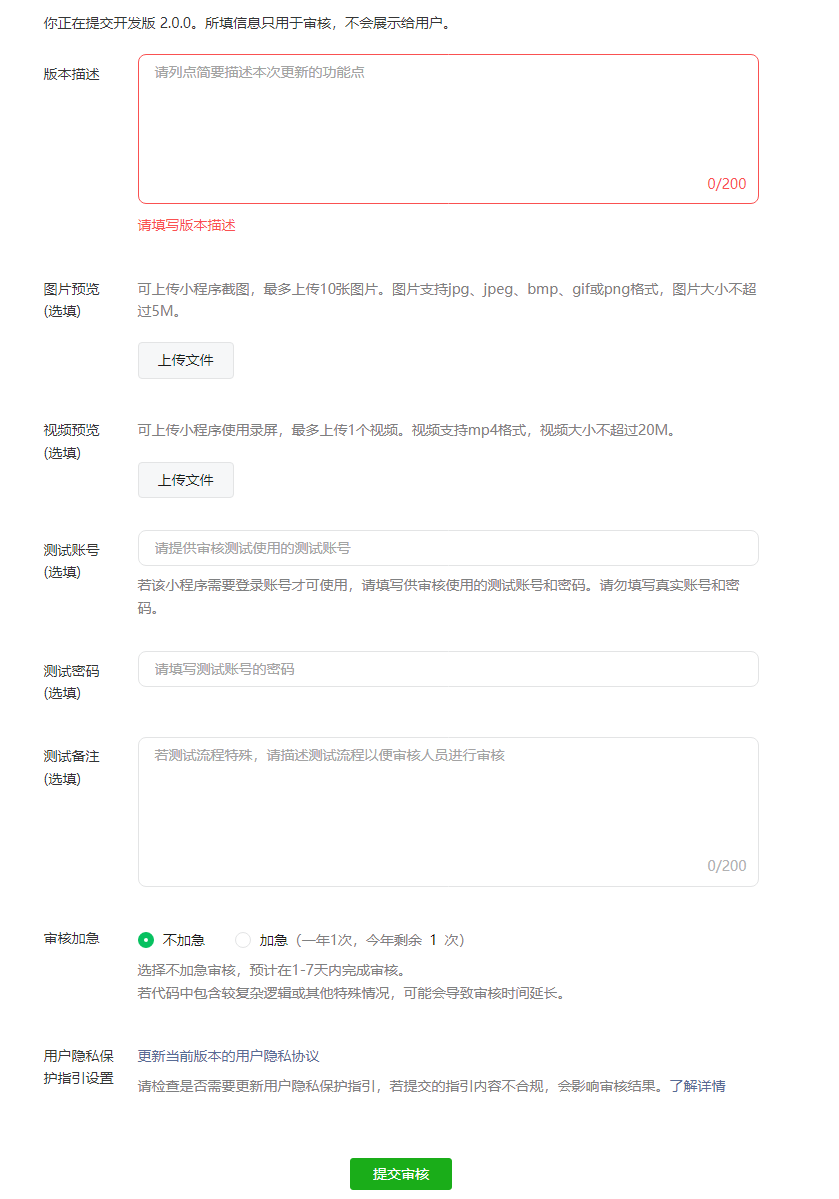 你正在提交开发版 2.0.0。所填信息只用于审核，不会展示给用户。
版本描述
请列点简要描述本次更新的功能点
0/200
请填写版本描述
图片预览
(选填)
可上传小程序截图，最多上传10张图片。图片支持jpg、jpeg、bmp、gif或png格式，图片大小不超
过5M。
上传文件
视频预览
(选填)
可上传小程序使用录屏，最多上传1个视频。视频支持mp4格式，视频大小不超过20M。
上传文件
测试账号
(选填)
请提供审核测试使用的测试账号
若该小程序需要登录账号才可使用，请填写供审核使用的测试账号和密码。请勿填写真实账号和密
码。
测试密码
(选填)
请填写测试账号的密码
测试备注
(选填)
若测试流程特殊，请描述测试流程以便审核人员进行审核
0/200
审核加急
不加急 加急（一年1次，今年剩余 1 次）
选择不加急审核，预计在1-7天内完成审核。
若代码中包含较复杂逻辑或其他特殊情况，可能会导致审核时间延长。
用户隐私保
护指引设置
更新当前版本的用户隐私协议
请检查是否需要更新用户隐私保护指引，若提交的指引内容不合规，会影响审核结果。了解详情
提交审核